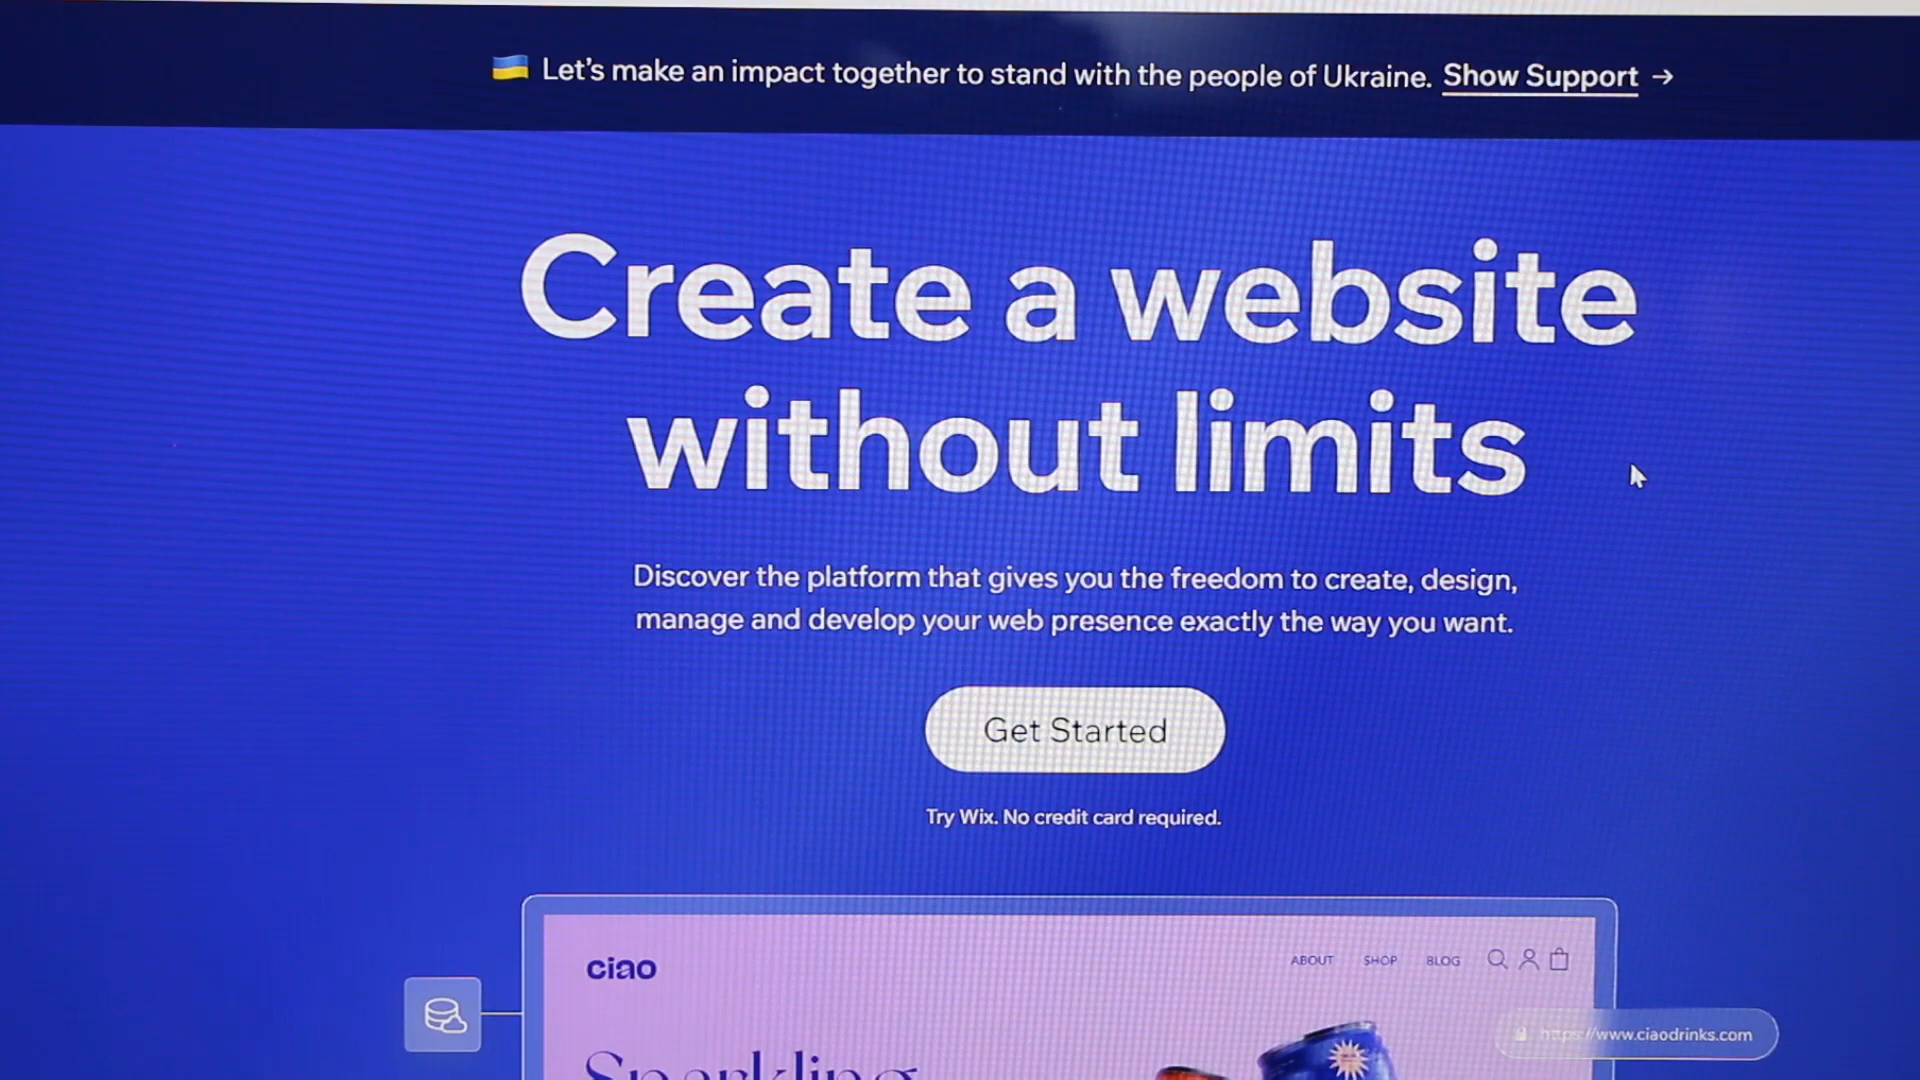 Let's make an impact together to stand with the people of Ukraine. Show Support →
Create a website
without limits
Discover the platform that gives you the freedom to create, design,
manage and develop your web presence exactly the way you want.
Get Started
Try Wix. No credit card required.
ciao
ABOUT SHOP BLOG
https://www.ciaodrinks.com
Sparkling